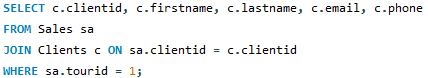 SELECT c.clientid, c.firstname, c.lastname, c.email, c.phone
FROM Sales sa
JOIN Clients c ON sa.clientid = c.clientid
WHERE sa.tourid = 1;